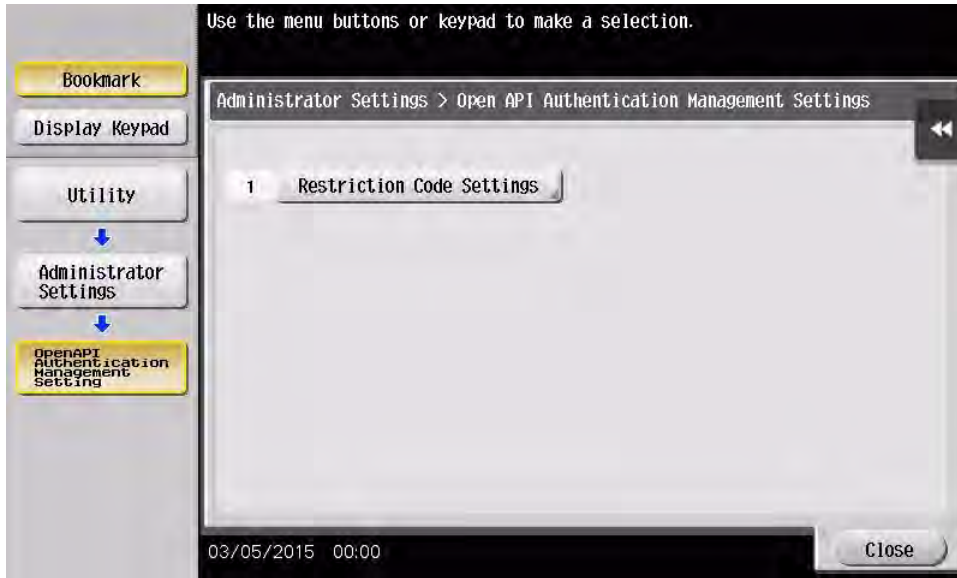 Use the menu buttons or keypad to make a selection.
Bookmark
Display Keypad
Utility
Administrator
Settings
OpenAPI
Authentication
Management
Setting
Administrator Settings > Open API Authentication Management Settings
1 Restriction Code Settings
03/05/2015 00:00
Close